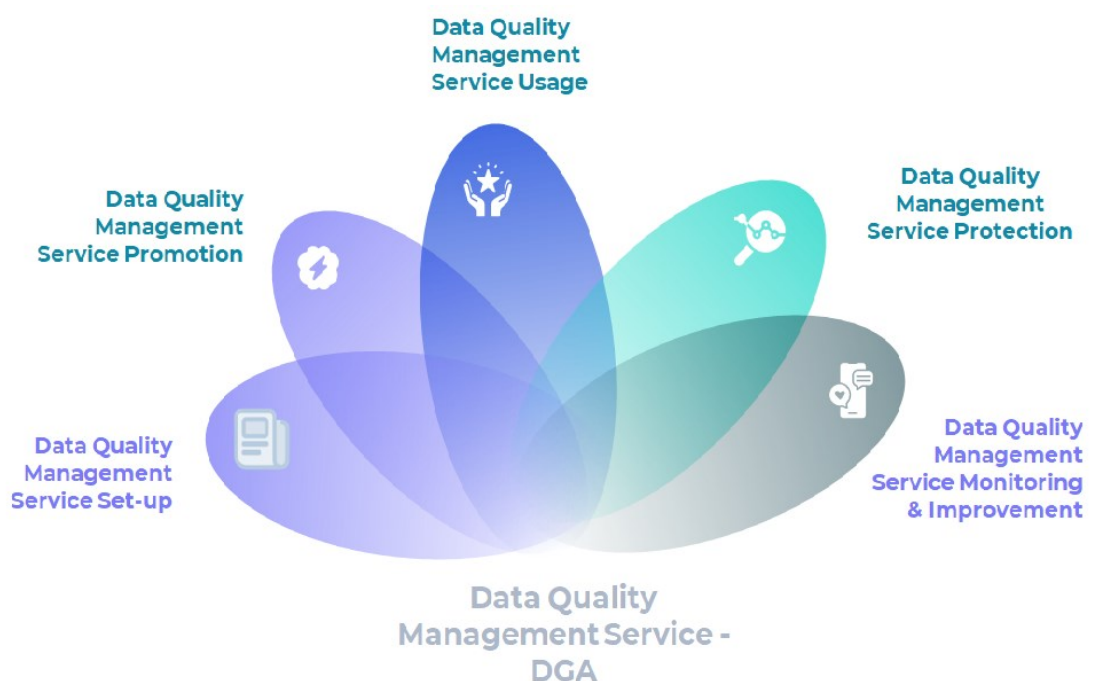 Data Quality
Management
Service Usage
Data Quality
Management
Service Promotion
Data Quality
Management
Service Protection
Data Quality
Management
Service Set-up
Data Quality
Management
Service Monitoring
& Improvement
Data Quality
Management Service -
DGA